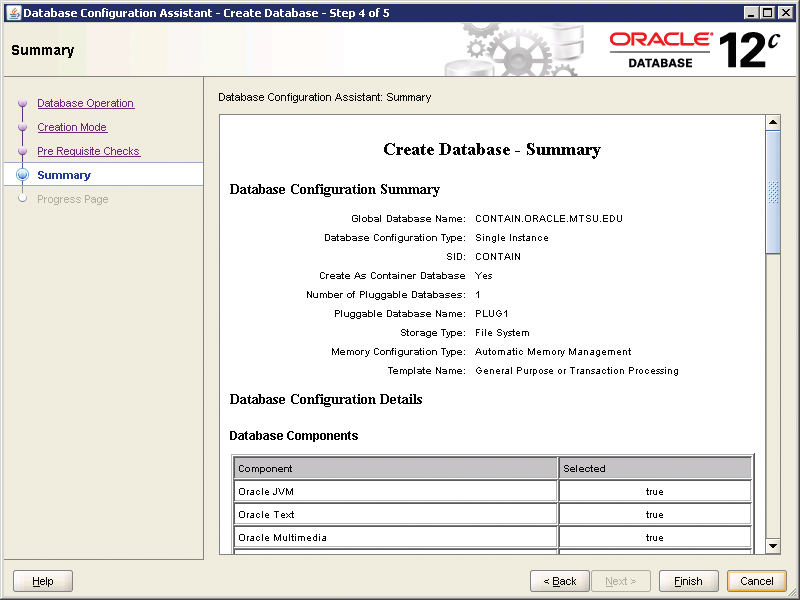 Database Configuration Assistant - Create Database - Step 4 of 5
Summary
ORACLE®
DATABASE
12c
Database Operation
Creation Mode
Pre Requisite Checks
Summary
Progress Page
Database Configuration Assistant: Summary
Create Database - Summary
Database Configuration Summary
Global Database Name: CONTAIN.ORACLE.MTSU.EDU
Database Configuration Type: Single Instance
SID: CONTAIN
Create As Container Database Yes
Number of Pluggable Databases: 1
Pluggable Database Name: PLUG1
Storage Type: File System
Memory Configuration Type: Automatic Memory Management
Template Name: General Purpose or Transaction Processing
Database Configuration Details
Database Components
Component Selected
Oracle JVM true
Oracle Text true
Oracle Multimedia true
Help < Back Next > Finish Cancel